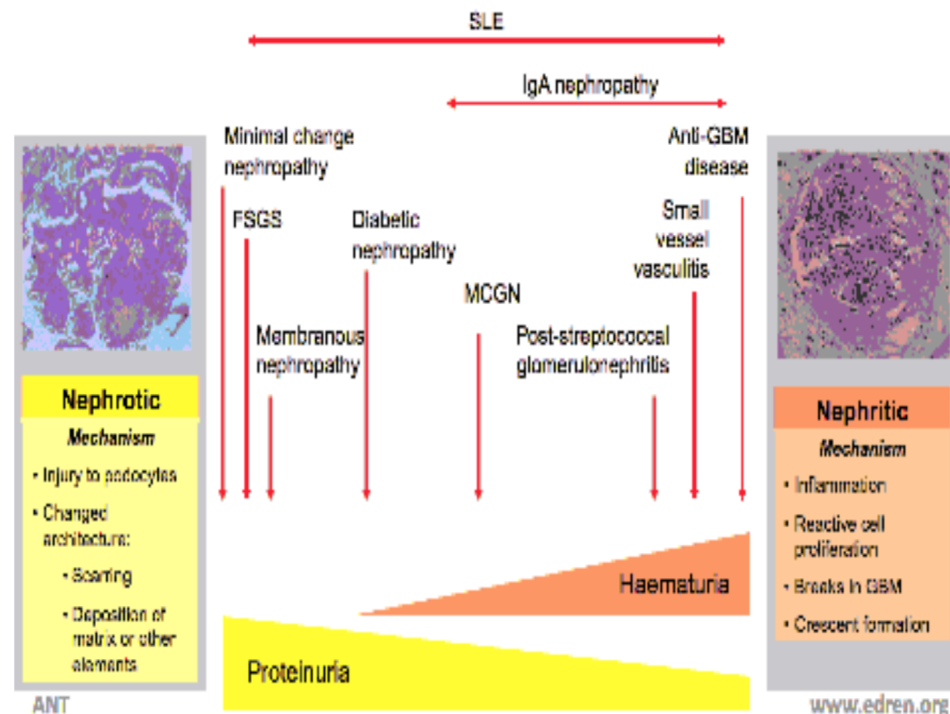 SLE
IgA nephropathy
Minimal change
nephropathy
Anti-GBM
disease
FSGS
Diabetic
nephropathy
Small
vessel
vasculitis
MCGN
Membranous
nephropathy
Post-streptococcal
glomerulonephritis
Nephrotic
Mechanism
• Injury to podocytes
• Changed
architecture:
• Scarring
• Deposition of
matrix or other
elements
Nephritic
Mechanism
• Inflammation
• Reactive cell
proliferation
• Breaks in GBM
• Crescent formation
Haematuria
Proteinuria
ANT
www.edren.org